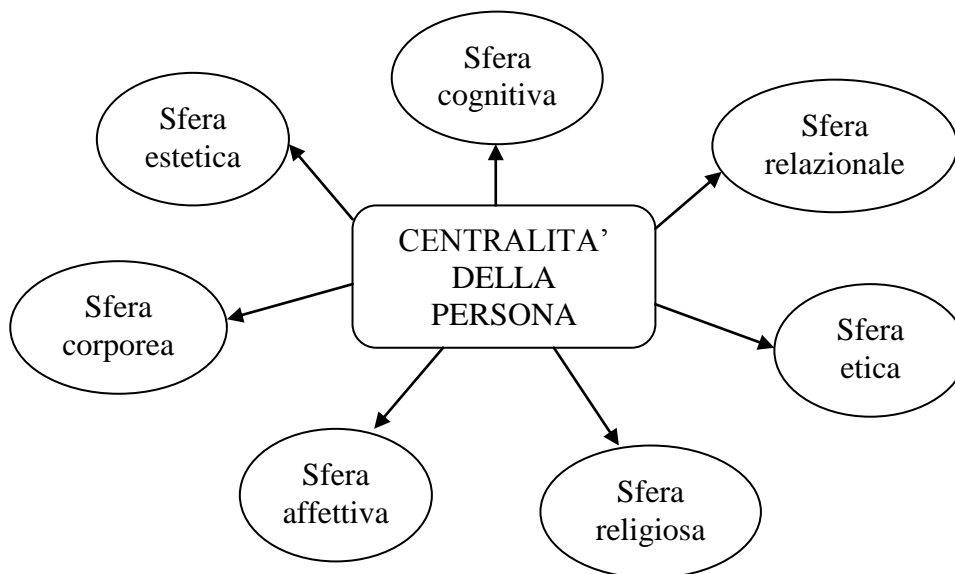 Sfera
cognitiva
Sfera
estetica
Sfera
relazionale
CENTRALITA’
DELLA
PERSONA
Sfera
corporea
Sfera
etica
Sfera
affettiva
Sfera
religiosa